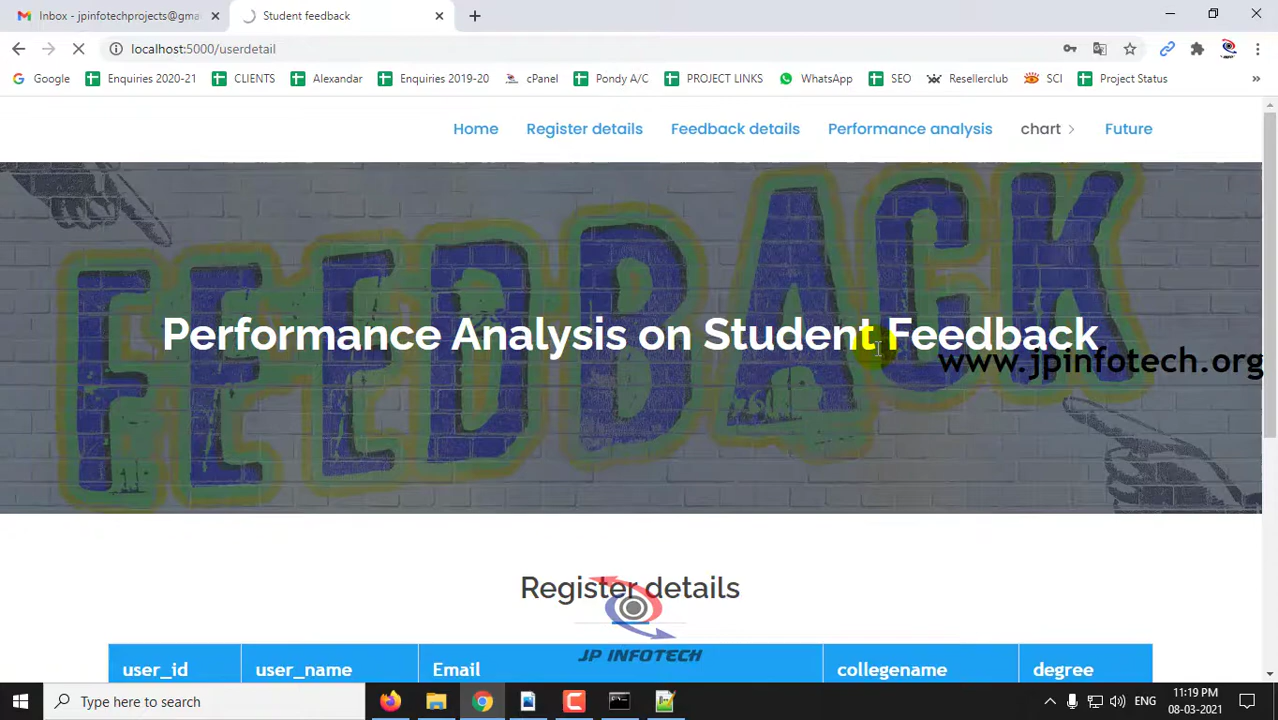 Inbox - jpinfotechprojects@gma
Student feedback
localhost:5000/userdetail
Google
Enquiries 2020-21
CLIENTS
Alexandar
Enquiries 2019-20
cPanel
Pondy A/C
PROJECT LINKS
WhatsApp
SEO
Resellerclub
SCI
Project Status
Home
Register details
Feedback details
Performance analysis
chart
Future
FEEDBACK
Performance Analysis on Student Feedback
www.jpinfotech.org
Register details
JP INFOTECH
user_id
user_name
Email
collegename
degree
Type here to search
ENG
11:19 PM
08-03-2021